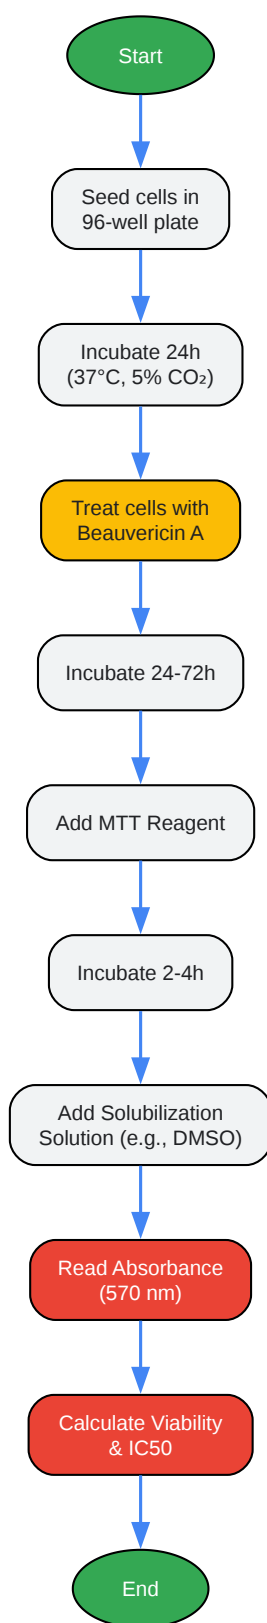 Start
Seed cells in
96-well plate
Incubate 24h
(37°C, 5% CO₂)
Treat cells with
Beauvericin A
Incubate 24-72h
Add MTT Reagent
Incubate 2-4h
Add Solubilization
Solution (e.g., DMSO)
Read Absorbance
(570 nm)
Calculate Viability
& IC50
End